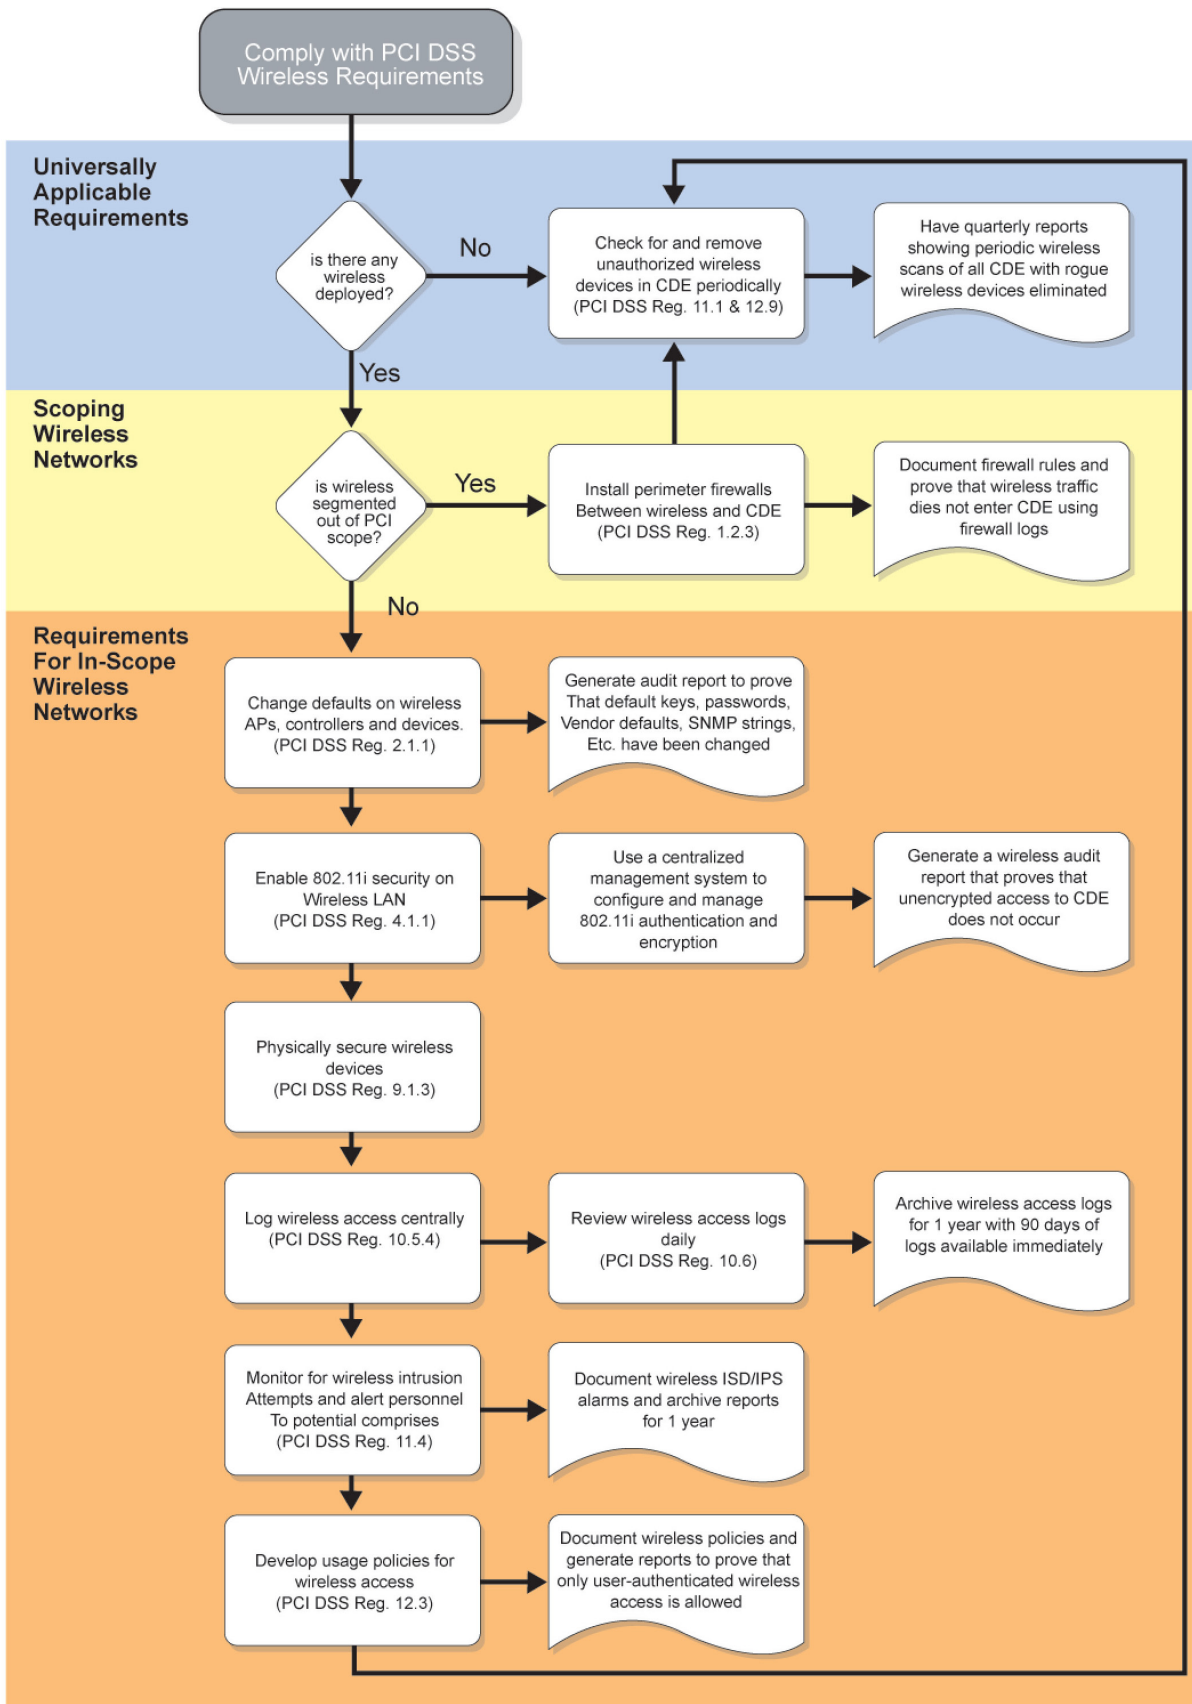 Comply with PCI DSS
Wireless Requirements
Universally
Applicable
Requirements
is there any
wireless
deployed?
No
Check for and remove
unauthorized wireless
devices in CDE periodically
(PCI DSS Reg. 11.1 & 12.9)
Have quarterly reports
showing periodic wireless
scans of all CDE with rogue
wireless devices eliminated
Yes
Scoping
Wireless
Networks
is wireless
segmented
out of PCI
scope?
Yes
Install perimeter firewalls
Between wireless and CDE
(PCI DSS Reg. 1.2.3)
Document firewall rules and
prove that wireless traffic
dies not enter CDE using
firewall logs
No
Requirements
For In-Scope
Wireless
Networks
Change defaults on wireless
APs, controllers and devices.
(PCI DSS Reg. 2.1.1)
Generate audit report to prove
That default keys, passwords,
Vendor defaults, SNMP strings,
Etc. have been changed
Enable 802.11i security on
Wireless LAN
(PCI DSS Reg. 4.1.1)
Use a centralized
management system to
configure and manage
802.11i authentication and
encryption
Generate a wireless audit
report that proves that
unencrypted access to CDE
does not occur
Physically secure wireless
devices
(PCI DSS Reg. 9.1.3)
Log wireless access centrally
(PCI DSS Reg. 10.5.4)
Review wireless access logs
daily
(PCI DSS Reg. 10.6)
Archive wireless access logs
for 1 year with 90 days of
logs available immediately
Monitor for wireless intrusion
Attempts and alert personnel
To potential comprises
(PCI DSS Reg. 11.4)
Document wireless ISD/IPS
alarms and archive reports
for 1 year
Develop usage policies for
wireless access
(PCI DSS Reg. 12.3)
Document wireless policies and
generate reports to prove that
only user-authenticated wireless
access is allowed